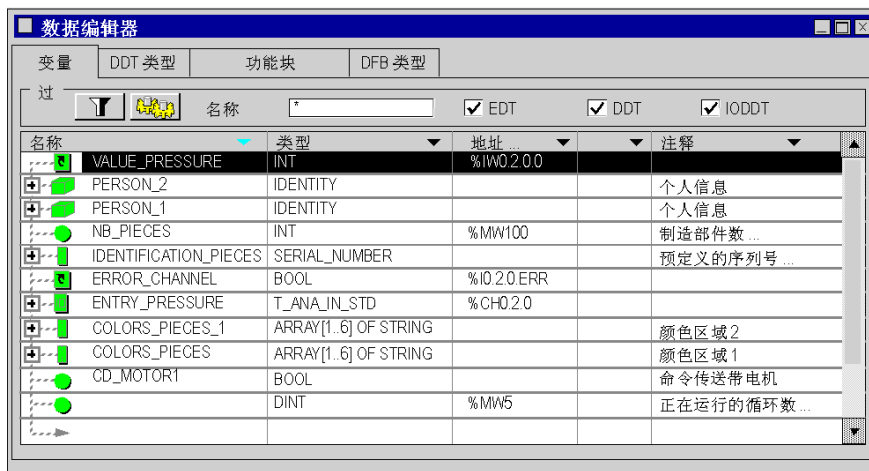 数据编辑器
变量 DDT 类型 功能块 DFB 类型
过
名称 * EDT DDT IODDT
名称 类型 地址 ... 注释
VALUE_PRESSURE INT %IW0.2.0.0
PERSON_2 IDENTITY 个人信息
PERSON_1 IDENTITY 个人信息
NB_PIECES INT %MW100 制造部件数 ...
IDENTIFICATION_PIECES SERIAL_NUMBER 预定义的序列号 ...
ERROR_CHANNEL BOOL %I0.2.0.ERR
ENTRY_PRESSURE T_ANA_IN_STD %CH0.2.0
COLORS_PIECES_1 ARRAY[1..6] OF STRING 颜色区域2
COLORS_PIECES ARRAY[1..6] OF STRING 颜色区域1
CD_MOTOR1 BOOL 命令传送带电机
DINT %MW5 正在运行的循环数 ...